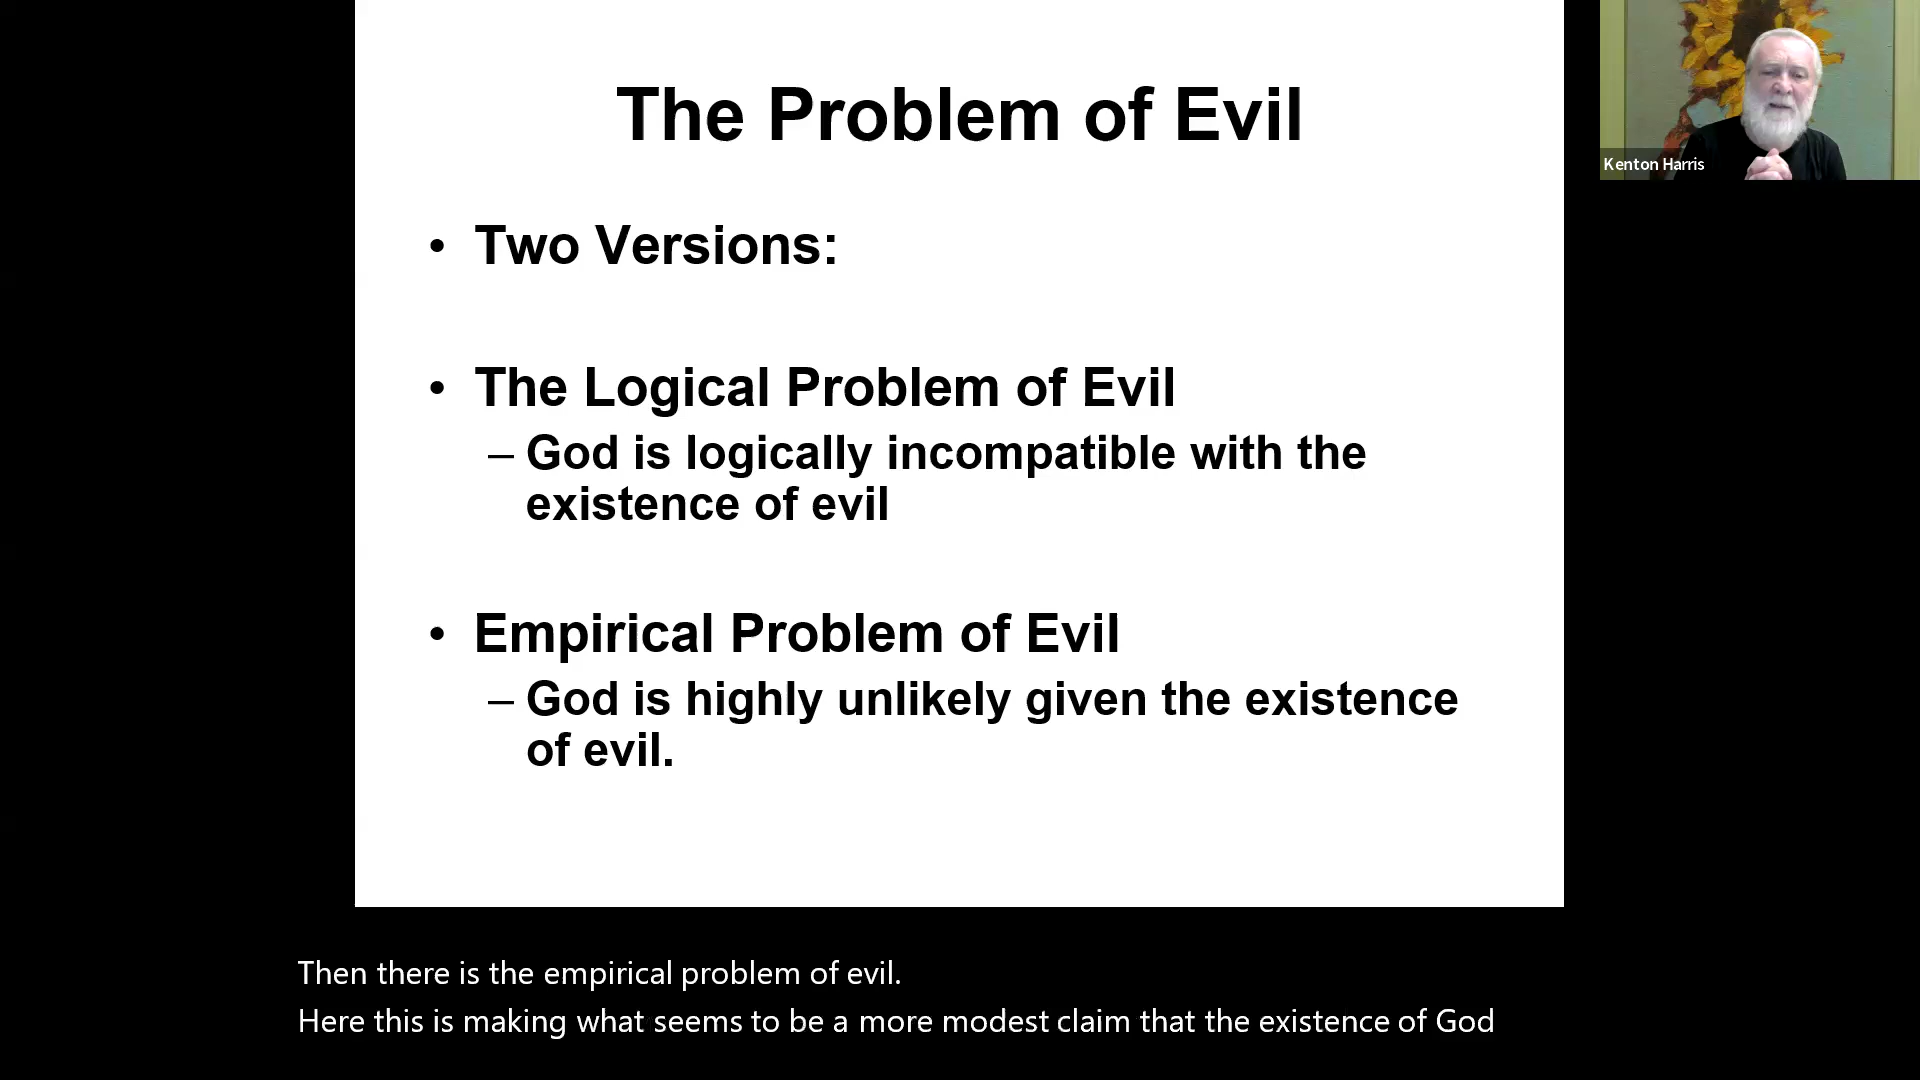 The Problem of Evil
Kenton Harris
• Two Versions:
• The Logical Problem of Evil
– God is logically incompatible with the
existence of evil
• Empirical Problem of Evil
– God is highly unlikely given the existence
of evil.
Then there is the empirical problem of evil.
Here this is making what seems to be a more modest claim that the existence of God